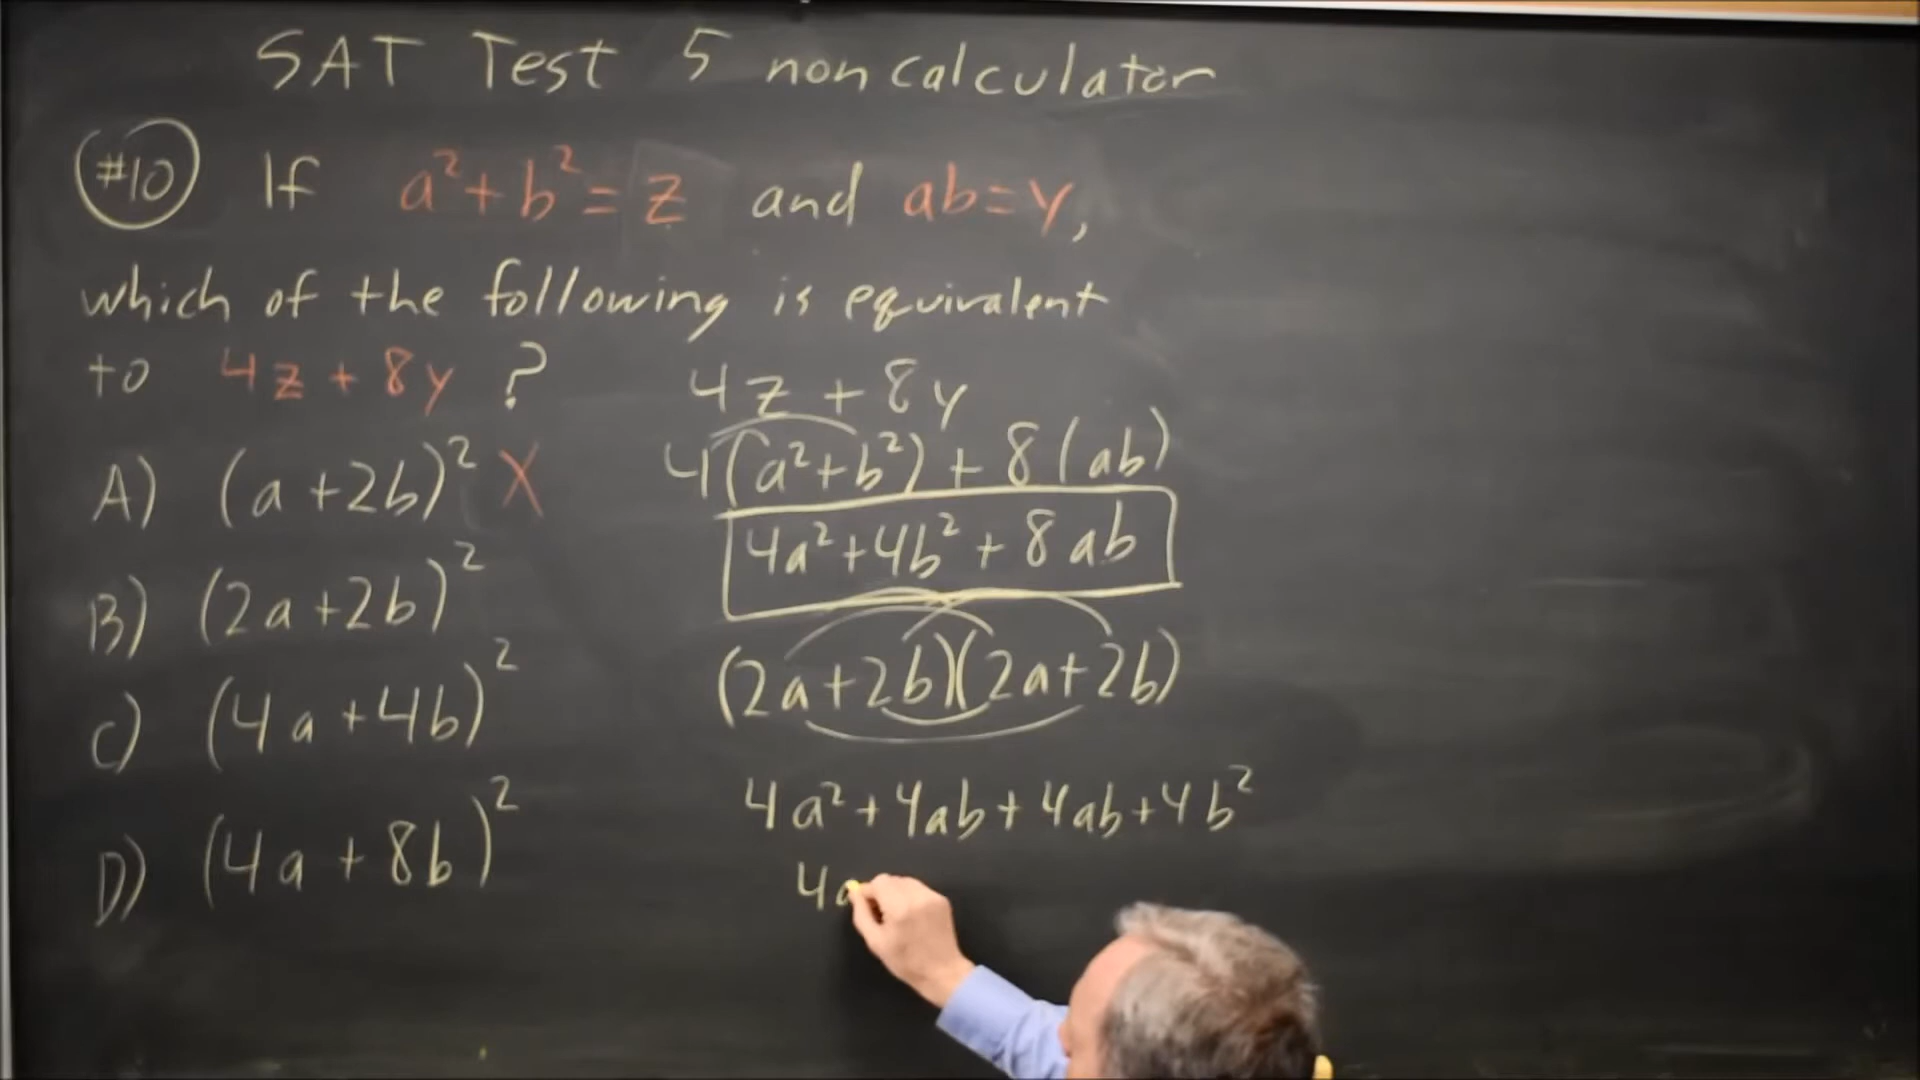 SAT Test 5 non calculator
#10 If a²+b²=z and ab=y,
which of the following is equivalent
to 4z+8y?
A) (a+2b)² X
B) (2a+2b)²
C) (4a+4b)²
D) (4a+8b)²
4z+8y
4(a²+b²)+8(ab)
4a²+4b²+8ab
(2a+2b)(2a+2b)
4a²+4ab+4ab+4b²
4a